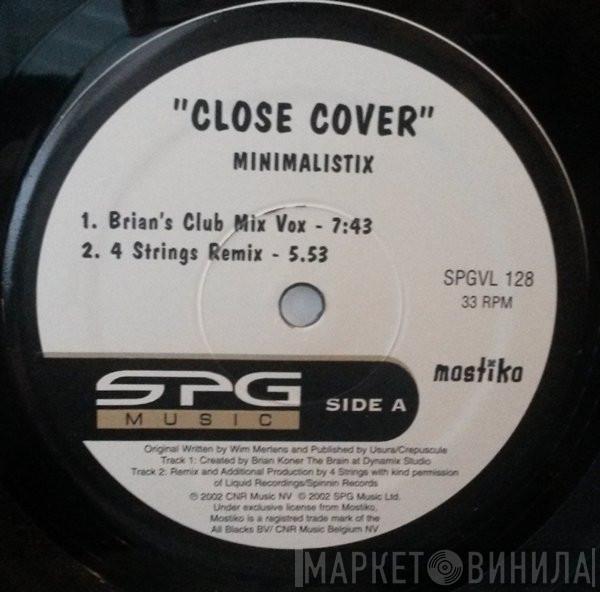 "CLOSE COVER"
MINIMALISTIX
1. Brian's Club Mix Vox - 7:43
2. 4 Strings Remix - 5.53
SPGVL 128
33 RPM
mostiko
SPG
MUSIC
SIDE A
Original Written by Wim Mertens and Published by Usura/Crepuscule
Track 1: Created by Brian Koner The Brain at Dynamix Studio
Track 2: Remix and Additional Production by 4 Strings with kind permission
of Liquid Recordings/Spinnin Records
℗ 2002 CNR Music NV © 2002 SPG Music Ltd.
Under exclusive license from Mostiko,
Mostiko is a registred trade mark of the
All Blacks BV/ CNR Music Belgium NV
МАРКЕТ ВИНИЛА